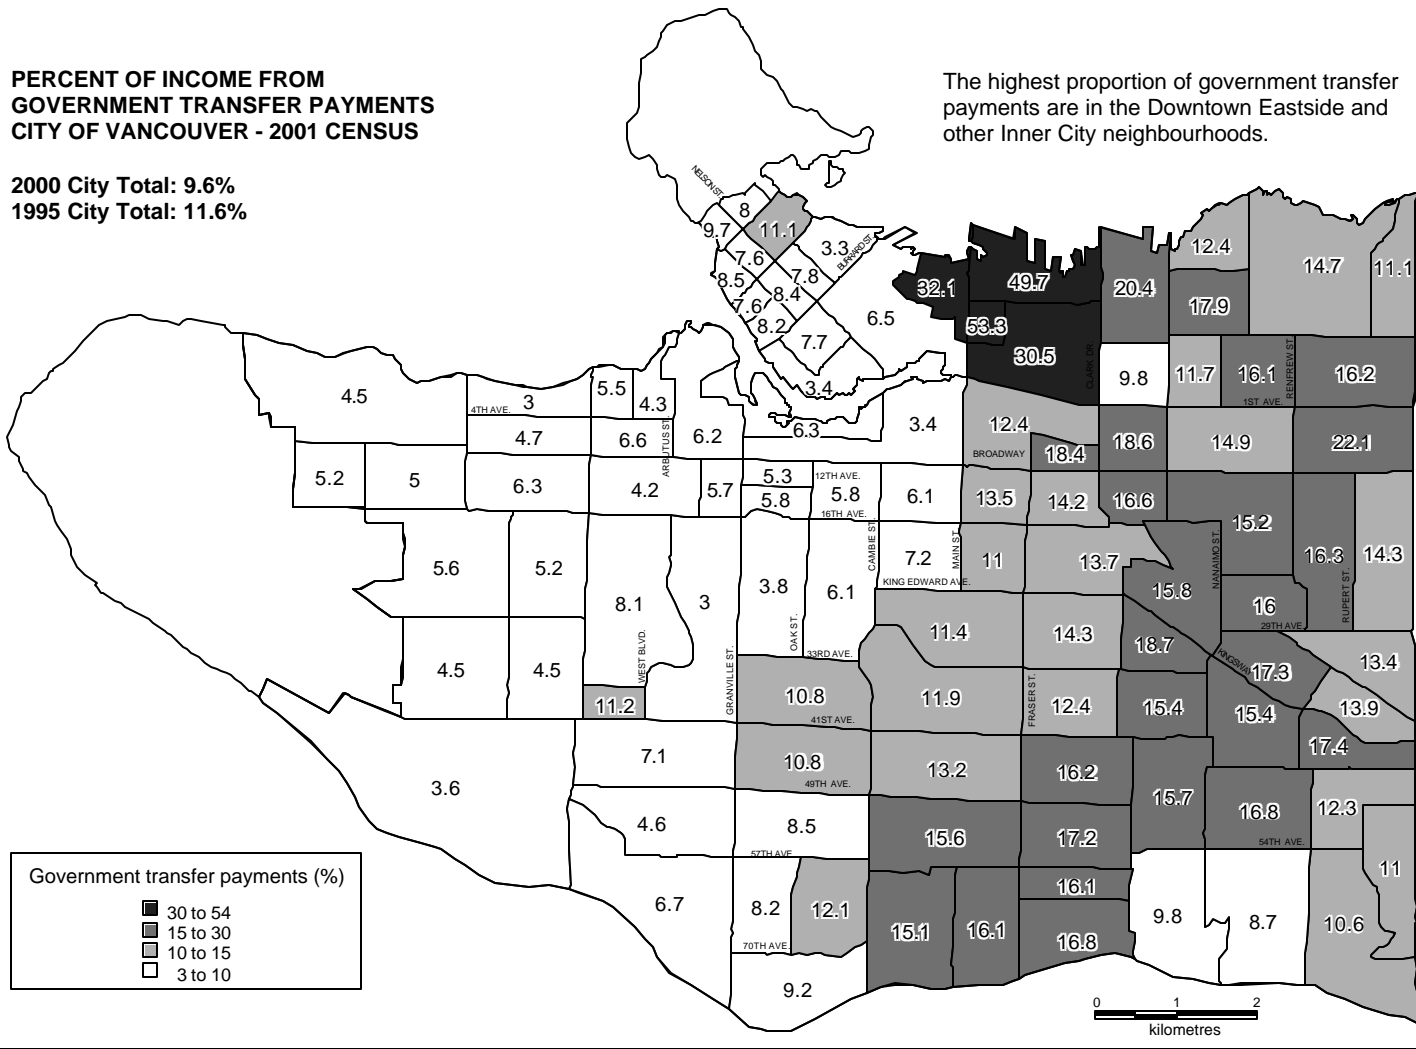 PERCENT OF INCOME FROM
GOVERNMENT TRANSFER PAYMENTS
CITY OF VANCOUVER - 2001 CENSUS
2000 City Total: 9.6%
1995 City Total: 11.6%
The highest proportion of government transfer
payments are in the Downtown Eastside and
other Inner City neighbourhoods.
NELSON ST.
8
9.7
11.1
3.3
BURRARD ST.
7.6
7.8
8.5
8.4
7.6
8.2
7.7
6.5
3.4
32.1
49.7
53.3
30.5
CLARK DR.
20.4
12.4
17.9
14.7
11.1
9.8
11.7
16.1
RENFREW ST.
16.2
1ST AVE.
4.5
3
4TH AVE.
5.5
4.3
4.7
6.6
ARBUTUS ST.
6.2
6.3
3.4
12.4
BROADWAY
18.4
18.6
14.9
22.1
5.2
5
6.3
4.2
5.7
5.3
12TH AVE.
5.8
5.8
16TH AVE.
6.1
13.5
14.2
16.6
15.2
16.3
14.3
5.6
5.2
8.1
3
3.8
6.1
CAMBIE ST.
7.2
MAIN ST.
KING EDWARD AVE.
11
13.7
15.8
NANAIMO ST.
16
29TH AVE.
RUPERT ST.
4.5
4.5
WEST BLVD.
11.2
GRANVILLE ST.
OAK ST.
33RD AVE.
11.4
14.3
18.7
KINGSWAY
17.3
13.4
10.8
41ST AVE.
11.9
FRASER ST.
12.4
15.4
15.4
13.9
17.4
3.6
7.1
10.8
49TH AVE.
13.2
16.2
15.7
16.8
54TH AVE.
12.3
4.6
8.5
57TH AVE
15.6
17.2
11
6.7
8.2
70TH AVE.
12.1
15.1
16.1
16.1
16.8
9.8
8.7
10.6
9.2
Government transfer payments (%)
30 to 54
15 to 30
10 to 15
3 to 10
0 1 2
kilometres